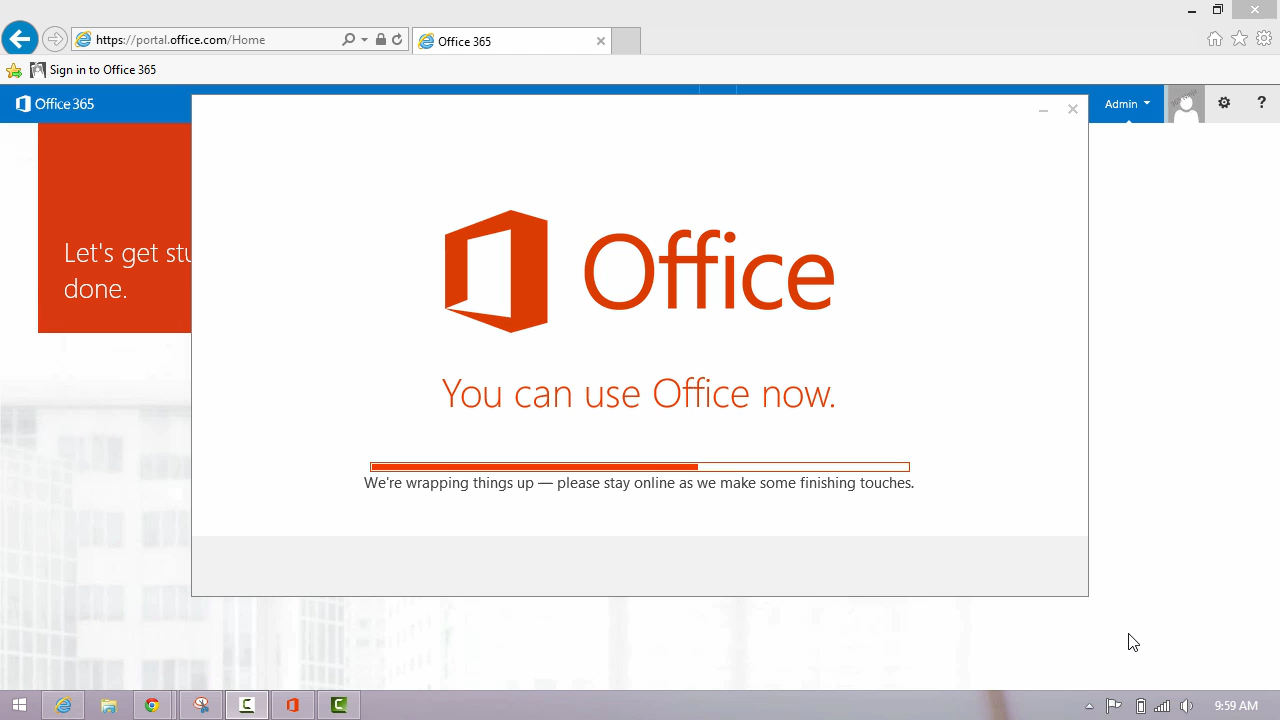 https://portal.office.com/Home
Office 365
Sign in to Office 365
Office 365
Admin
?
Let's get stu
done.
Office
You can use Office now.
We're wrapping things up — please stay online as we make some finishing touches.
9:59 AM